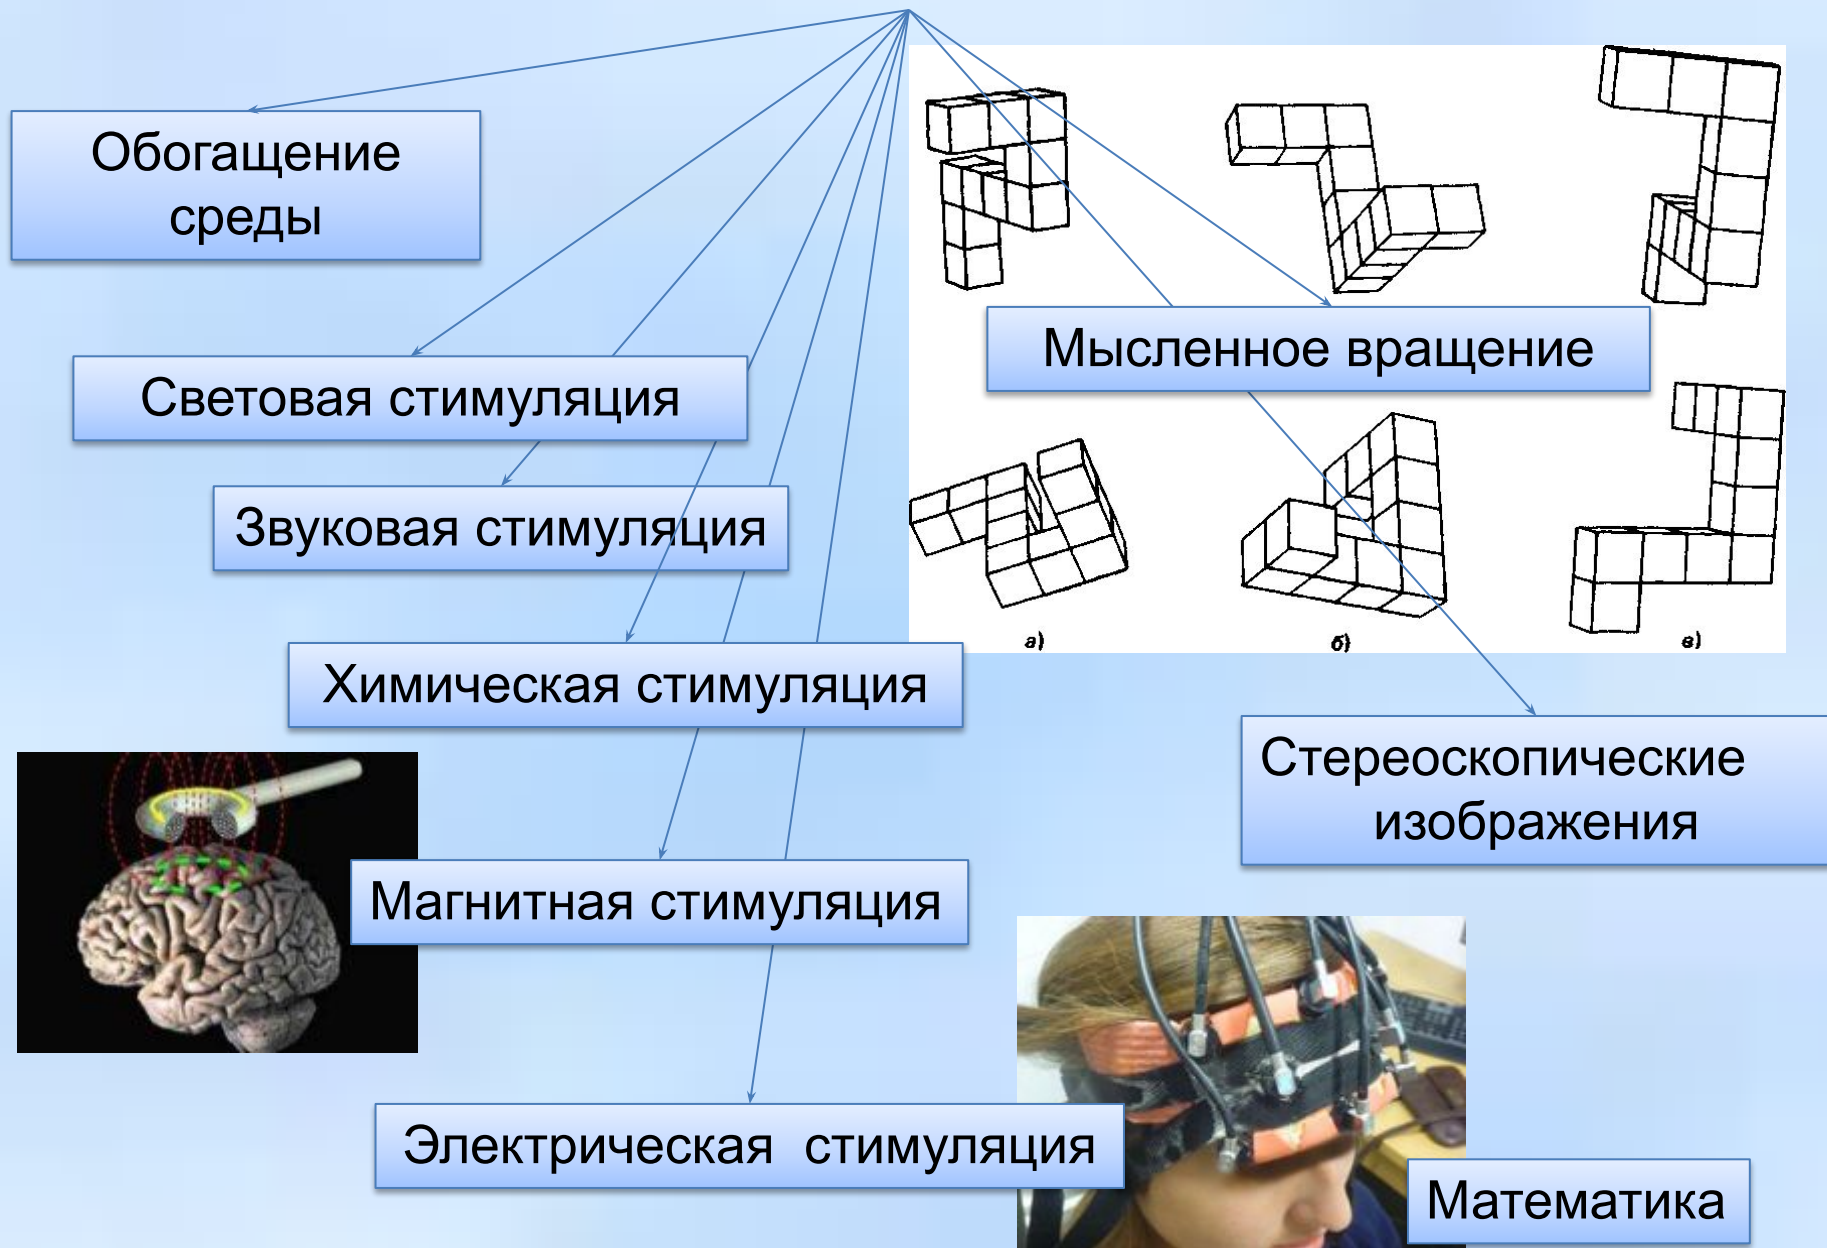 Обогащение
среды
Мысленное вращение
Световая стимуляция
Звуковая стимуляция
а)
б)
в)
Химическая стимуляция
Стереоскопические
изображения
Магнитная стимуляция
Электрическая  стимуляция
Математика